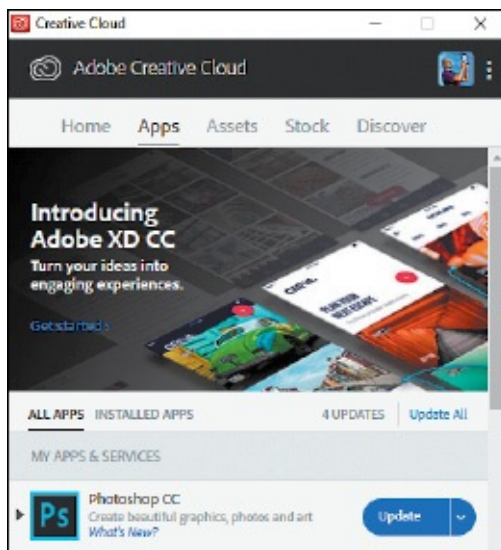 Creative Cloud
Adobe Creative Cloud
Home Apps Assets Stock Discover
Introducing
Adobe XD CC
Turn your ideas into
engaging experiences.
Get started ›
ALL APPS INSTALLED APPS 4 UPDATES Update All
MY APPS & SERVICES
Ps Photoshop CC
Create beautiful graphics, photos and art
What's New?
Update